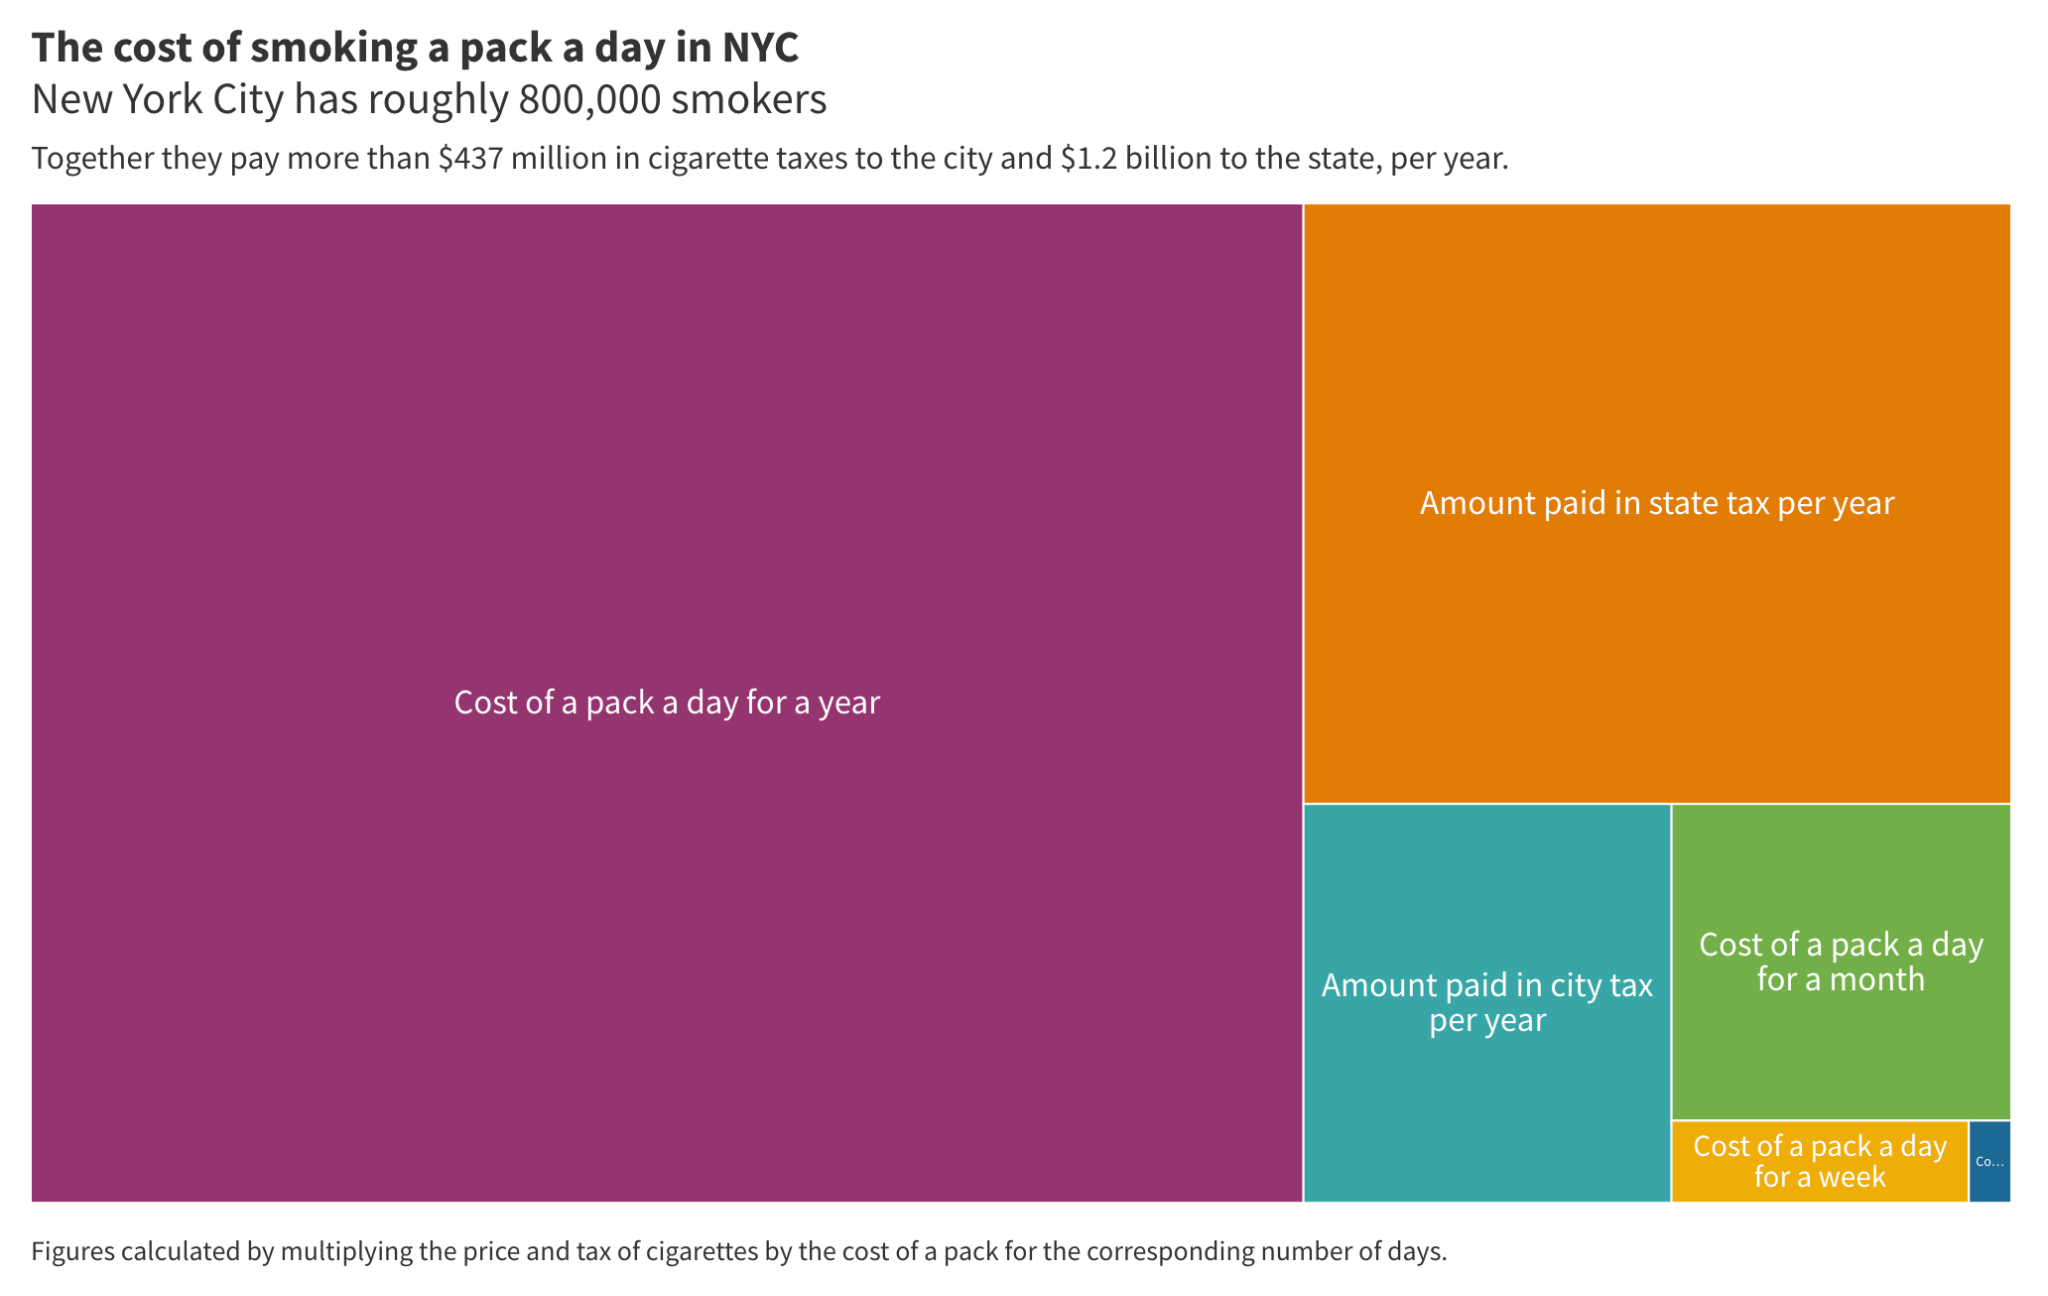 The cost of smoking a pack a day in NYC
New York City has roughly 800,000 smokers
Together they pay more than $437 million in cigarette taxes to the city and $1.2 billion to the state, per year.
Cost of a pack a day for a year
Amount paid in state tax per year
Amount paid in city tax
per year
Cost of a pack a day
for a month
Cost of a pack a day
for a week
Co...
Figures calculated by multiplying the price and tax of cigarettes by the cost of a pack for the corresponding number of days.